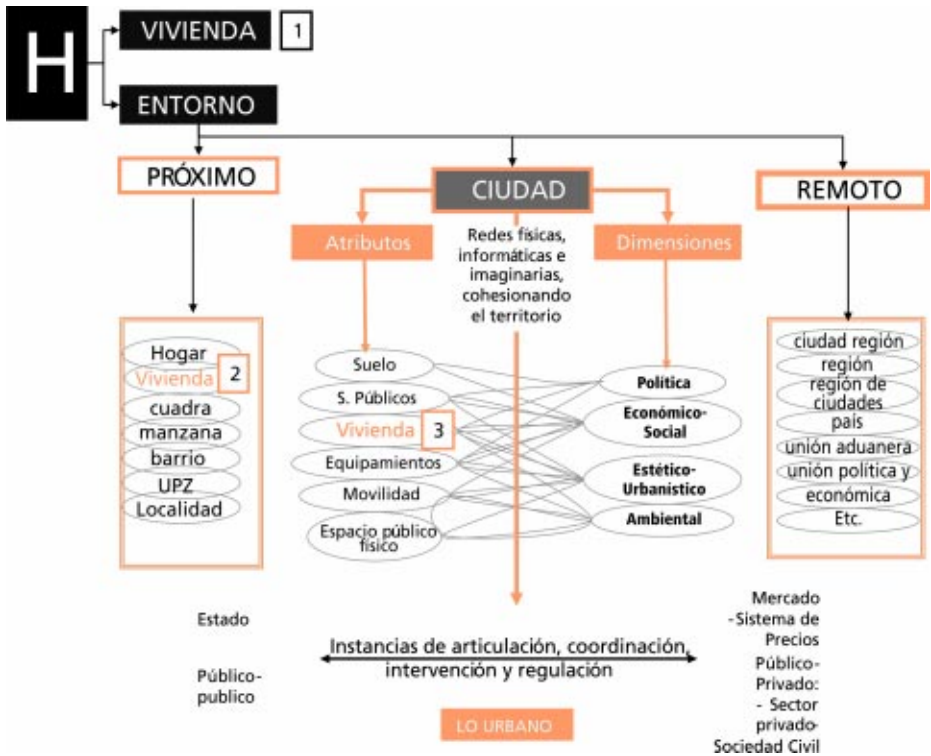 H
VIVIENDA
1
ENTORNO
PRÓXIMO
CIUDAD
REMOTO
Atributos
Redes físicas,
informáticas e
imaginarias,
cohesionando
el territorio
Dimensiones
Hogar
Vivienda
2
cuadra
manzana
barrio
UPZ
Localidad
Suelo
S. Públicos
Vivienda
3
Equipamientos
Movilidad
Espacio público
físico
Política
Económico-
Social
Estético-
Urbanístico
Ambiental
ciudad región
región
región de
ciudades
país
unión aduanera
unión política y
económica
Etc.
Estado
Público-
publico
Instancias de articulación, coordinación,
intervención y regulación
LO URBANO
Mercado
-Sistema de
Precios
Público-
Privado:
- Sector
privado-
Sociedad Civil